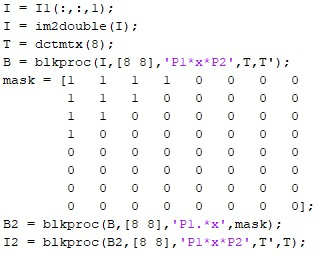 I = I1(:,:,1);
I = im2double(I);
T = dctmtx(8);
B = blkproc(I,[8 8],'P1*x*P2',T,T');
mask = [1 1 1 1 0 0 0 0
1 1 1 0 0 0 0 0
1 1 0 0 0 0 0 0
1 0 0 0 0 0 0 0
0 0 0 0 0 0 0 0
0 0 0 0 0 0 0 0
0 0 0 0 0 0 0 0
0 0 0 0 0 0 0 0];
B2 = blkproc(B,[8 8],'P1.*x',mask);
I2 = blkproc(B2,[8 8],'P1*x*P2',T',T);